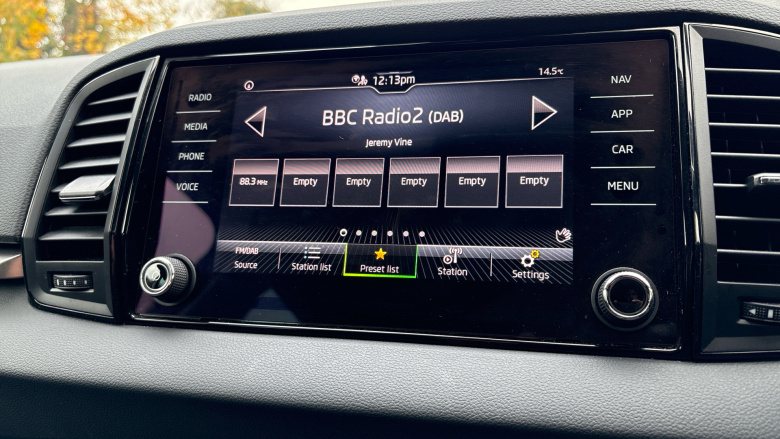 12:13pm
14.5°C
BBC Radio2 (DAB)
Jeremy Vine
88.3 MHz
Empty
Empty
Empty
Empty
Empty
FM/DAB
Source
Station list
Preset list
Station
Settings
RADIO
MEDIA
PHONE
VOICE
NAV
APP
CAR
MENU